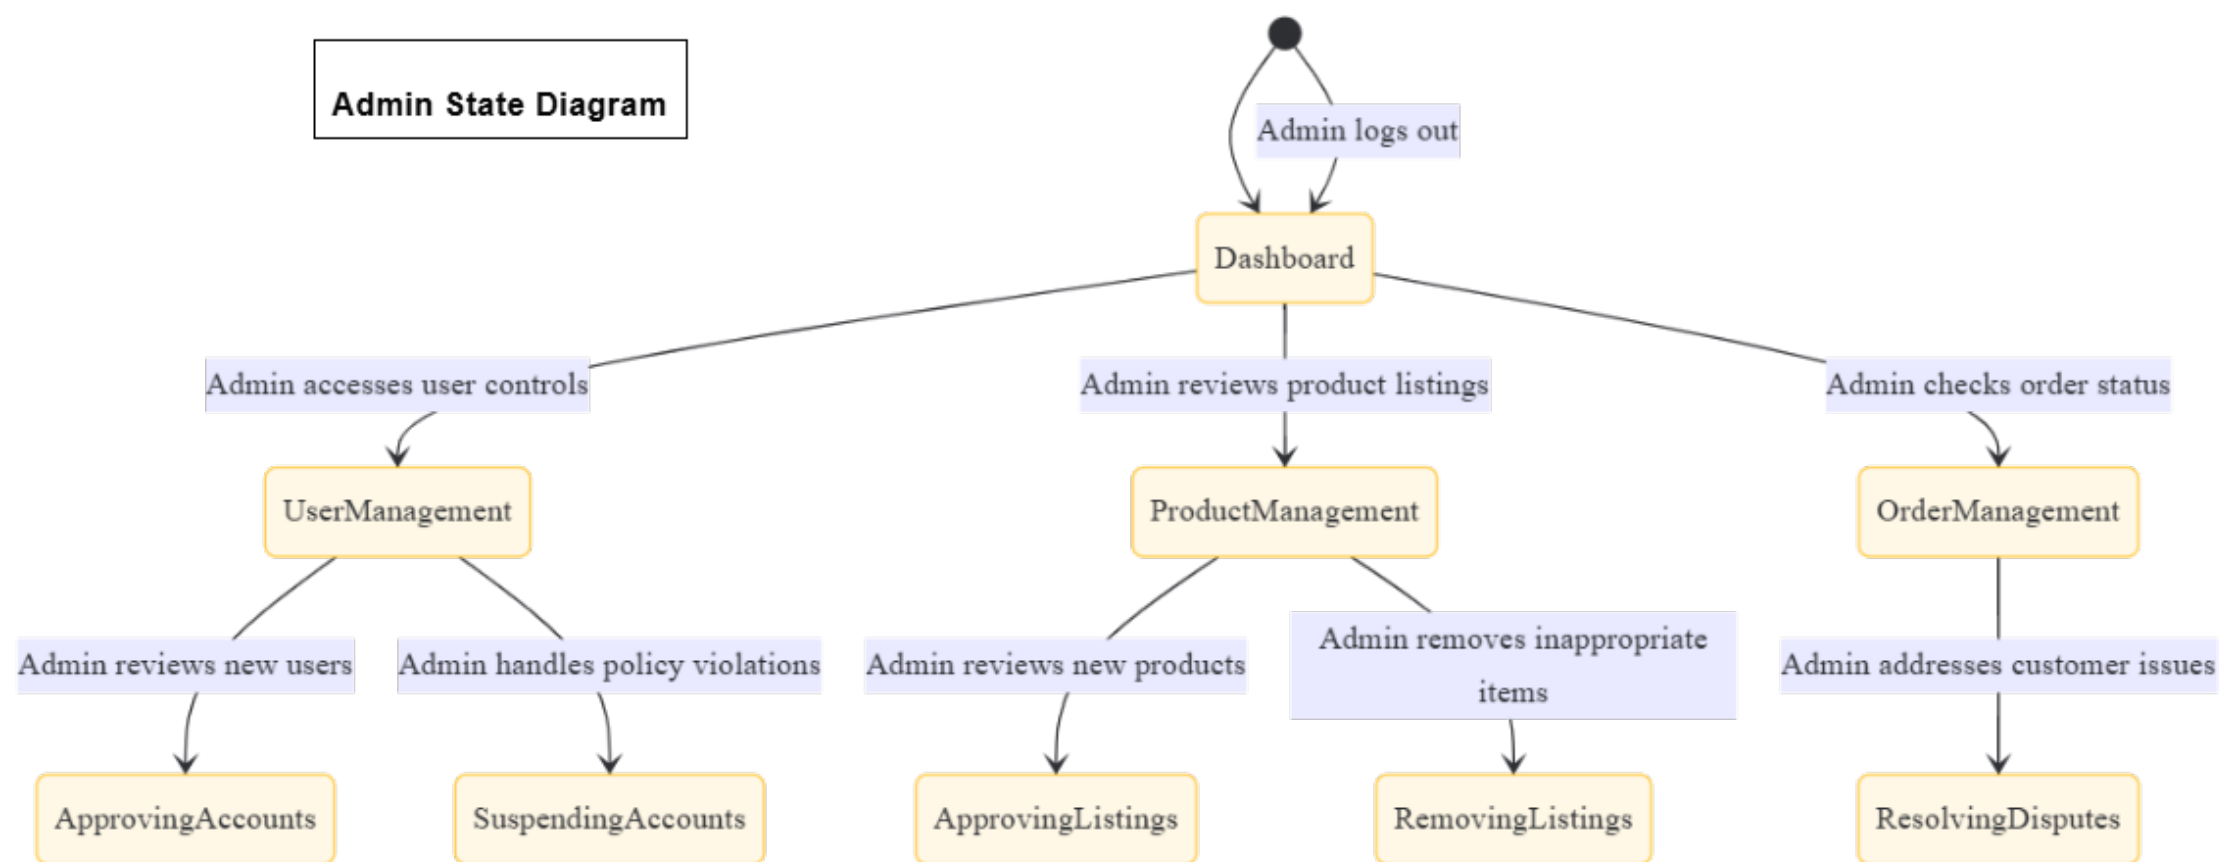 Admin State Diagram
Admin logs out
Dashboard
Admin accesses user controls
Admin reviews product listings
Admin checks order status
UserManagement
ProductManagement
OrderManagement
Admin reviews new users
Admin handles policy violations
Admin reviews new products
Admin removes inappropriate
items
Admin addresses customer issues
ApprovingAccounts
SuspendingAccounts
ApprovingListings
RemovingListings
ResolvingDisputes